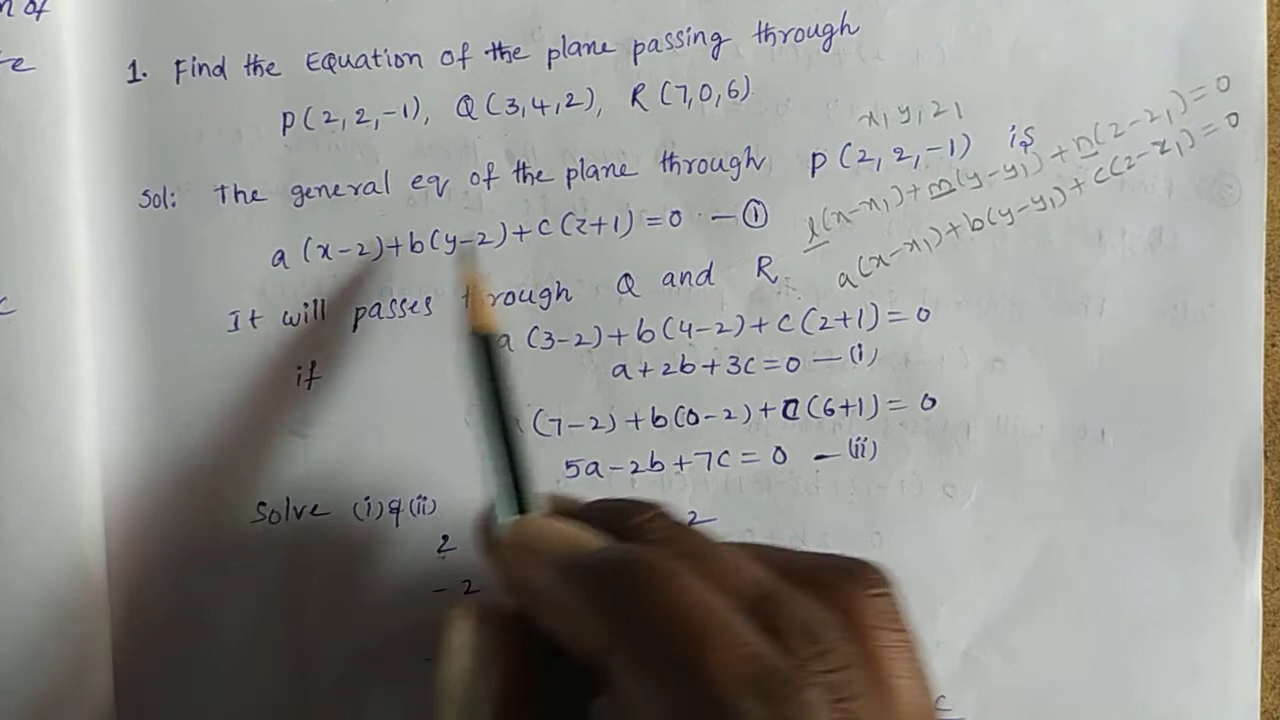 n of
1. Find the Equation of the plane passing through
P(2,2,-1), Q(3,4,2), R(7,0,6)
x, y, z,
Sol: The general eq of the plane through P(2,2,-1) is
a(x-2)+b(y-2)+c(z+1)=0 -①
l(x-x₁)+m(y-y₁)+n(z-z₁)=0
a(x-x₁)+b(y-y₁)+c(z-z₁)=0
It will passes through Q and R
if a(3-2)+b(4-2)+c(2+1)=0
a+2b+3c=0 -(i)
(7-2)+b(0-2)+c(6+1)=0
5a-2b+7c=0 -(ii)
Solve (i)&(ii)
2 2
-2
c